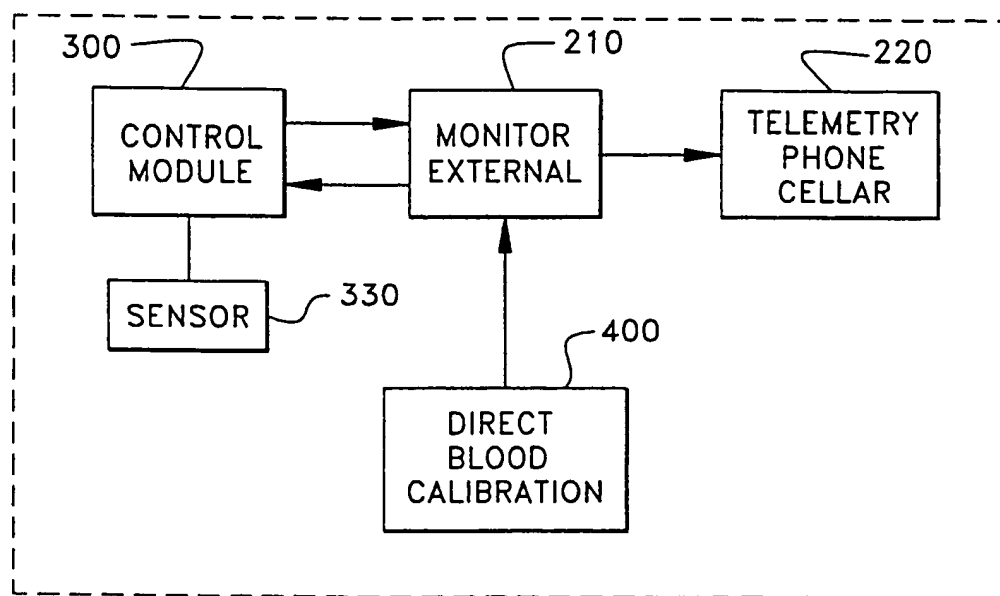 300
210
220
CONTROL
MODULE
MONITOR
EXTERNAL
TELEMETRY
PHONE
CELLAR
SENSOR
330
400
DIRECT
BLOOD
CALIBRATION